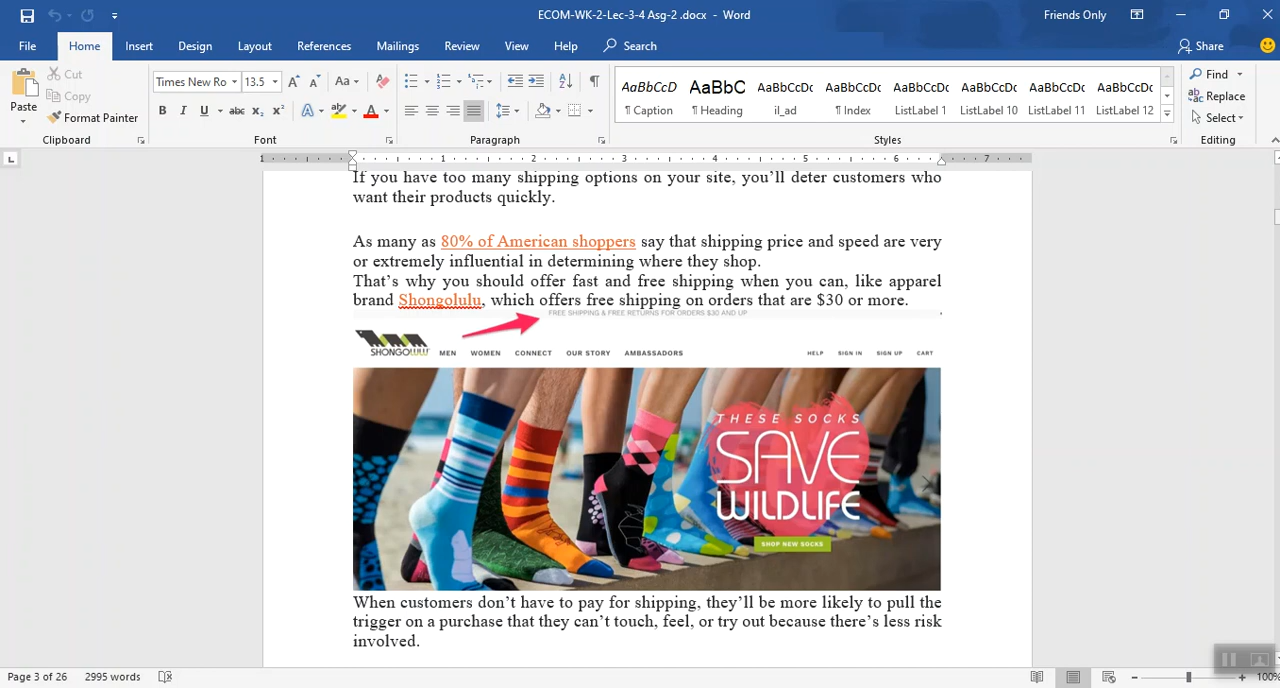 ECOM-WK-2-Lec-3-4 Asg-2 .docx - Word
Friends Only
File Home Insert Design Layout References Mailings Review View Help Search
Share
Paste
Cut
Copy
Format Painter
Clipboard
Times New Ro 13.5
Font
Paragraph
AaBbCcD AaBbC AaBbCcDc AaBbCcDc AaBbCcDc AaBbCcDc AaBbCcDc AaBbCcDc
¶ Caption ¶ Heading iI_ad ¶ Index ListLabel 1 ListLabel 10 ListLabel 11 ListLabel 12
Styles
Find
Replace
Select
Editing
1 1 2 3 4 5 6 7
If you have too many shipping options on your site, you’ll deter customers who
want their products quickly.
As many as 80% of American shoppers say that shipping price and speed are very
or extremely influential in determining where they shop.
That’s why you should offer fast and free shipping when you can, like apparel
brand Shongolulu, which offers free shipping on orders that are $30 or more.
FREE SHIPPING & FREE RETURNS FOR ORDERS $30 AND UP
SHONGOLULU MEN WOMEN CONNECT OUR STORY AMBASSADORS HELP SIGN IN SIGN UP CART
THESE SOCKS
SAVE
WILDLIFE
SHOP NEW SOCKS
When customers don’t have to pay for shipping, they’ll be more likely to pull the
trigger on a purchase that they can’t touch, feel, or try out because there’s less risk
involved.
Page 3 of 26 2995 words
100%